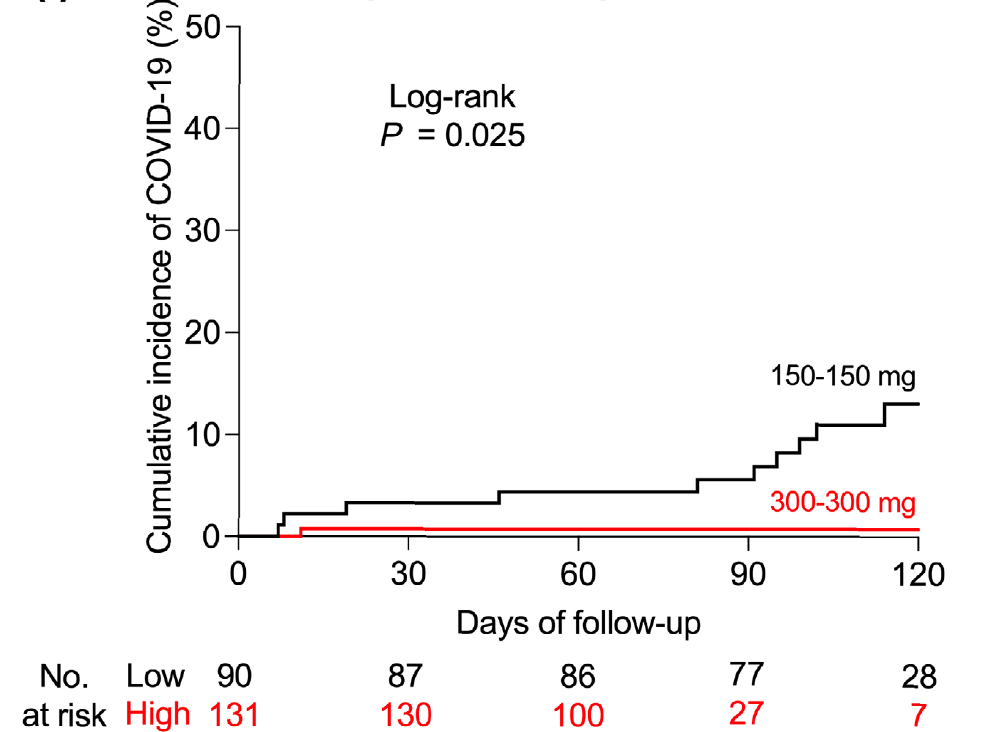 Cumulative incidence of COVID-19 (%)
50
40
30
20
10
0
Log-rank
P = 0.025
150-150 mg
300-300 mg
0 30 60 90 120
Days of follow-up
No. Low 90 87 86 77 28
at risk High 131 130 100 27 7